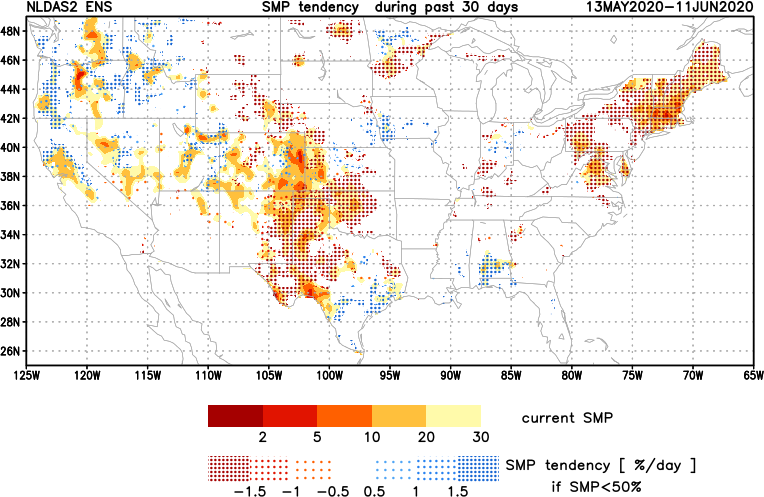 NLDAS2 ENS SMP tendency during past 30 days 13MAY2020–11JUN2020
48N
46N
44N
42N
40N
38N
36N
34N
32N
30N
28N
26N
125W 120W 115W 110W 105W 100W 95W 90W 85W 80W 75W 70W 65W
current SMP
2 5 10 20 30
SMP tendency [ %/day ]
if SMP<50%
−1.5 −1 −0.5 0.5 1 1.5